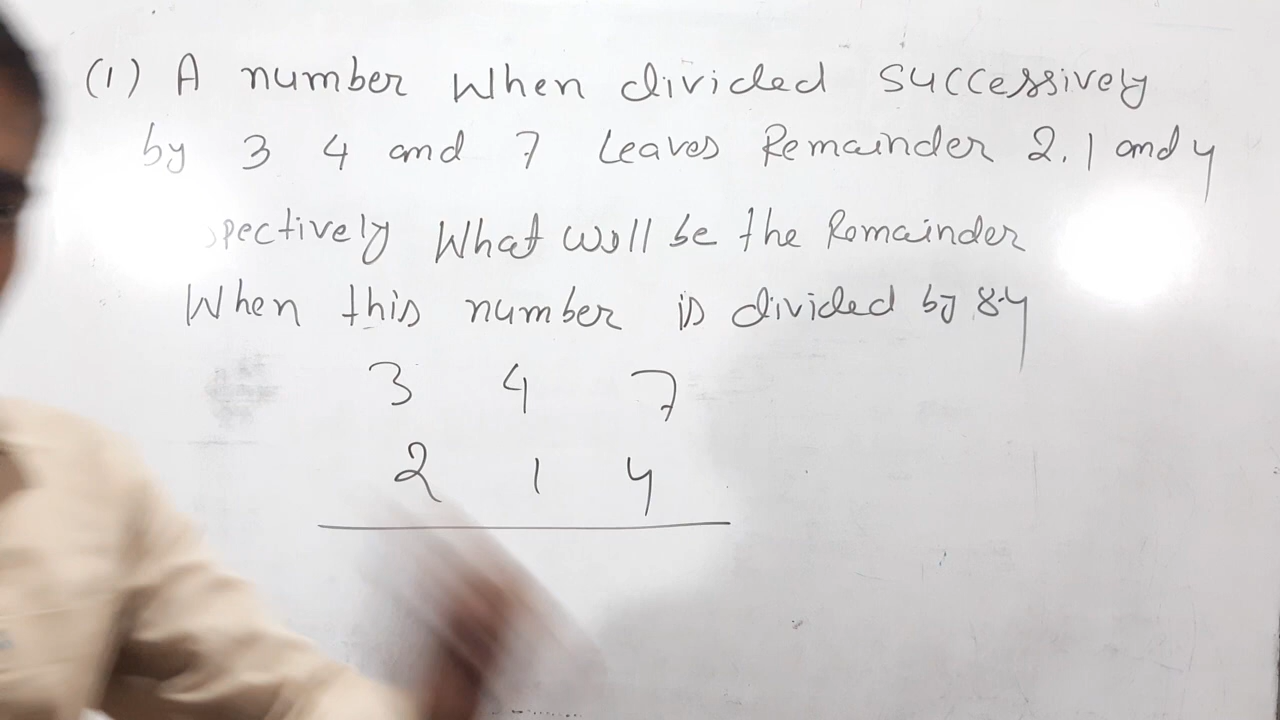 (1) A number When divided successively
by 3 4 and 7 leaves Remainder 2. 1 and 4
spectively What will be the Remainder
When this number is divided by 84
3 4 7
2 1 4